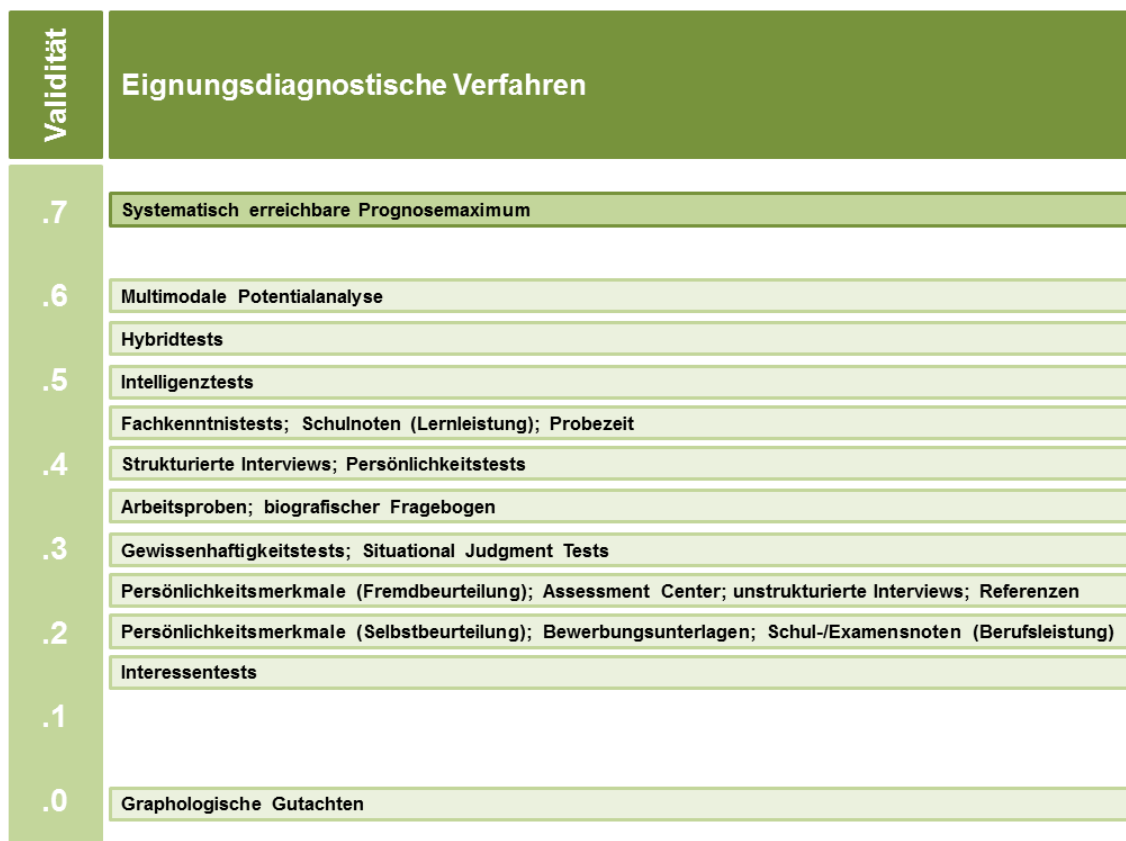 Validität
Eignungsdiagnostische Verfahren
.7
Systematisch erreichbare Prognosemaximum
.6
Multimodale Potentialanalyse
Hybridtests
.5
Intelligenztests
Fachkenntnistests; Schulnoten (Lernleistung); Probezeit
.4
Strukturierte Interviews; Persönlichkeitstests
Arbeitsproben; biografischer Fragebogen
.3
Gewissenhaftigkeitstests; Situational Judgment Tests
Persönlichkeitsmerkmale (Fremdbeurteilung); Assessment Center; unstrukturierte Interviews; Referenzen
.2
Persönlichkeitsmerkmale (Selbstbeurteilung); Bewerbungsunterlagen; Schul-/Examensnoten (Berufsleistung)
Interessentests
.1
.0
Graphologische Gutachten